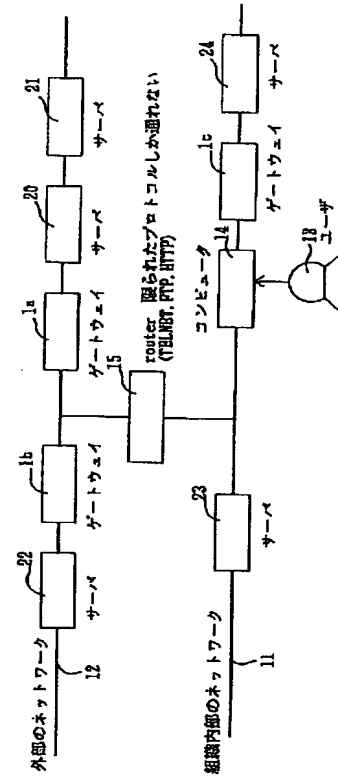 外部のネットワーク
12
22
サーバ
1b
ゲートウェイ
1a
ゲートウェイ
20
サーバ
21
サーバ
15
router 限られたプロトコルしか通れない
(TELNET, FTP, HTTP)
組織内部のネットワーク
11
23
サーバ
コンピュータ
14
1c
ゲートウェイ
24
サーバ
13
ユーザ